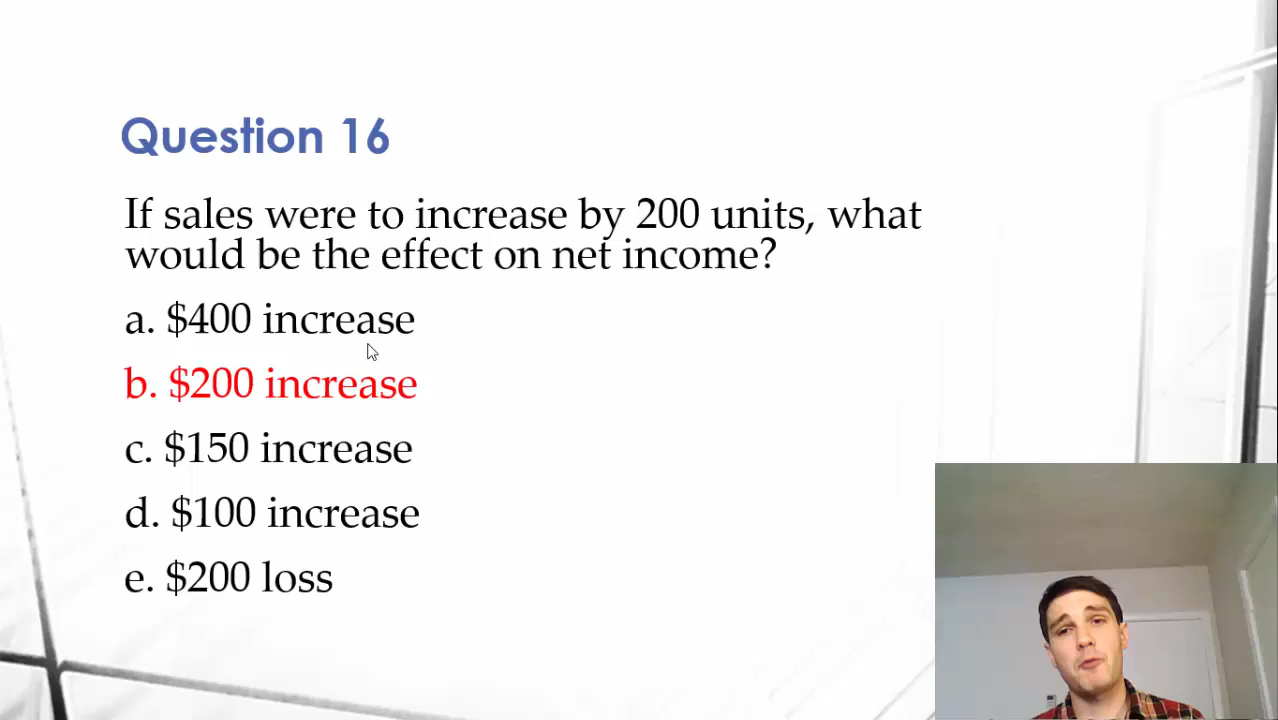 Question 16
If sales were to increase by 200 units, what
would be the effect on net income?
a. $400 increase
b. $200 increase
c. $150 increase
d. $100 increase
e. $200 loss